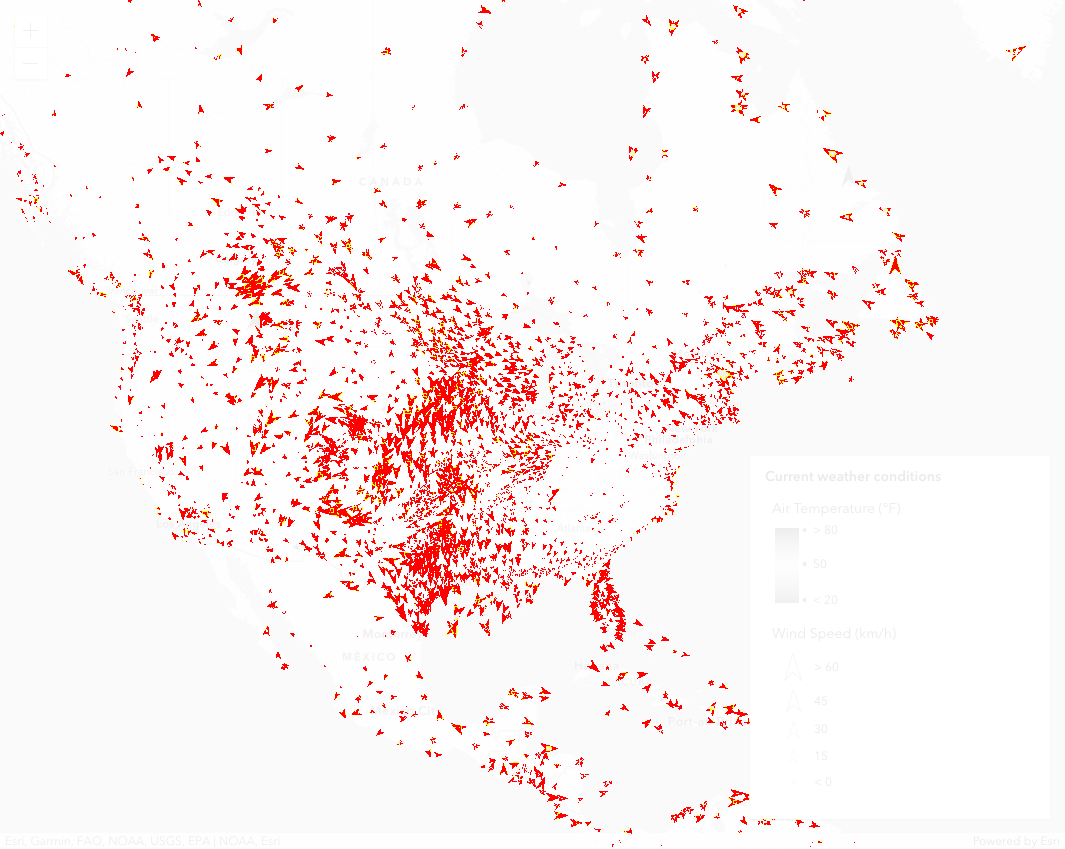 CANADA
MÉXICO
Current weather conditions
Air Temperature (°F)
> 80
50
< 20
Wind Speed (km/h)
> 60
45
30
15
< 0
Esri, Garmin, FAO, NOAA, USGS, EPA | NOAA, Esri
Powered by Esri